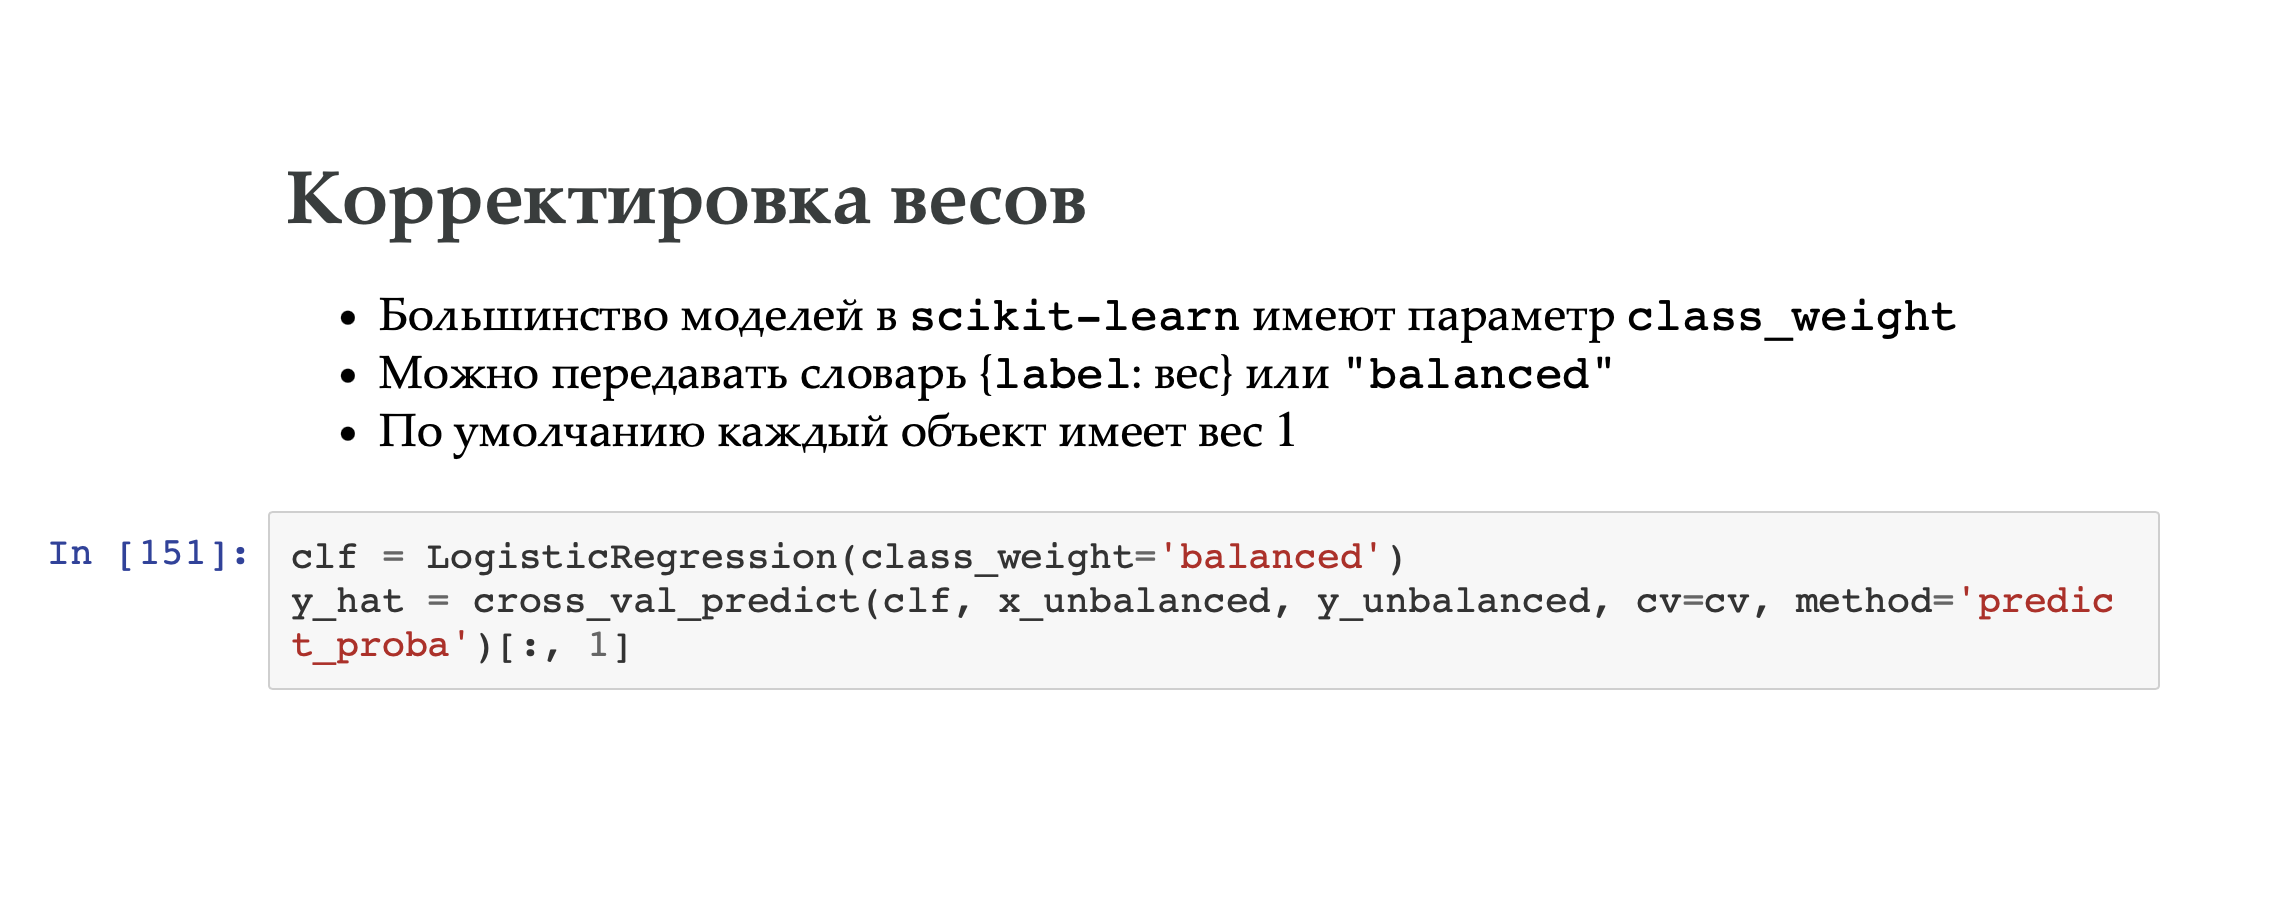 Корректировка весов
• Большинство моделей в scikit-learn имеют параметр class_weight
• Можно передавать словарь {label: вес} или "balanced"
• По умолчанию каждый объект имеет вес 1
In [151]: clf = LogisticRegression(class_weight='balanced')
y_hat = cross_val_predict(clf, x_unbalanced, y_unbalanced, cv=cv, method='predic
t_proba')[:, 1]